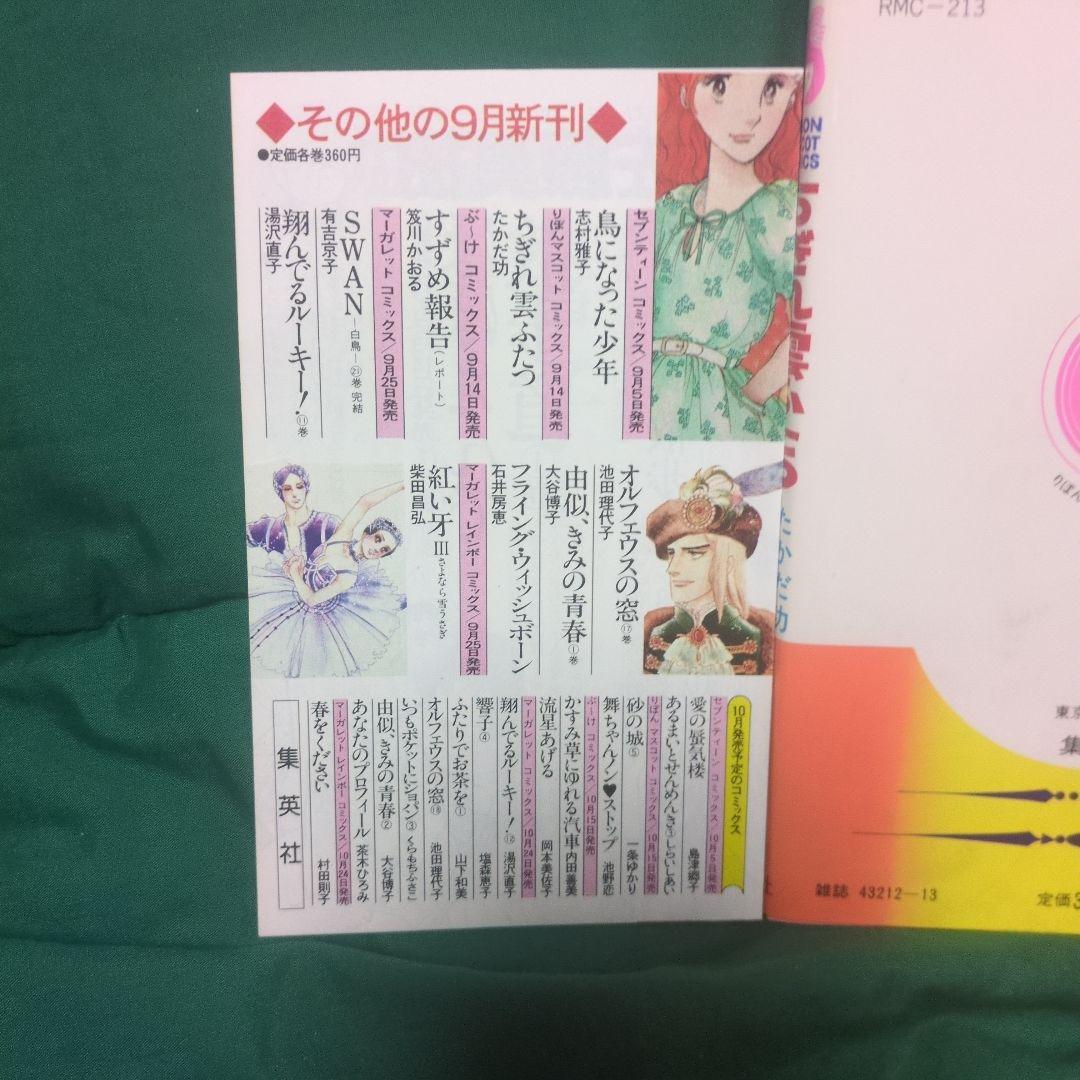 ◆その他の9月新刊◆
●定価各巻360円
セブンティーン コミックス/9月5日発売
鳥になった少年
志村雅子
りぼんマスコット コミックス/9月14日発売
ちぎれ雲ふたつ
たかだ功
ぶ〜け コミックス/9月14日発売
すずめ報告(レポート)
笈川かおる
マーガレット コミックス/9月25日発売
SWAN―白鳥―㉑巻 完結
有吉京子
翔んでるルーキー!⑪巻
湯沢直子
オルフェウスの窓⑰巻
池田理代子
由似、きみの青春①巻
大谷博子
フライング・ウィッシュボーン
石井房恵
マーガレット レインボー コミックス/9月25日発売
紅い牙Ⅲ さよなら雪うさぎ
柴田昌弘
10月発売予定のコミックス
セブンティーン コミックス/10月5日発売
愛の蜃気楼 島津郷子
あるまいとせんめんき① しらいしあい
りぼん マスコット コミックス/10月15日発売
砂の城⑤ 一条ゆかり
舞ちゃんノン♥ストップ 池野恋
ぶ〜け コミックス/10月15日発売
かすみ草にゆれる汽車 内田善美
流星あげる 岡本美佐子
マーガレット コミックス/10月24日発売
翔んでるルーキー!⑫ 湯沢直子
響子④ 塩森恵子
ふたりでお茶を① 山下和美
オルフェウスの窓⑱ 池田理代子
いつもポケットにショパン③ くらもちふさこ
由似、きみの青春② 大谷博子
あなたのプロフィール 茶木ひろみ
マーガレット レインボー コミックス/10月24日発売
春をください 村田則子
集英社
RMC-213
たかだ功
りぼん
東京
集
雑誌 43212-13
定価3